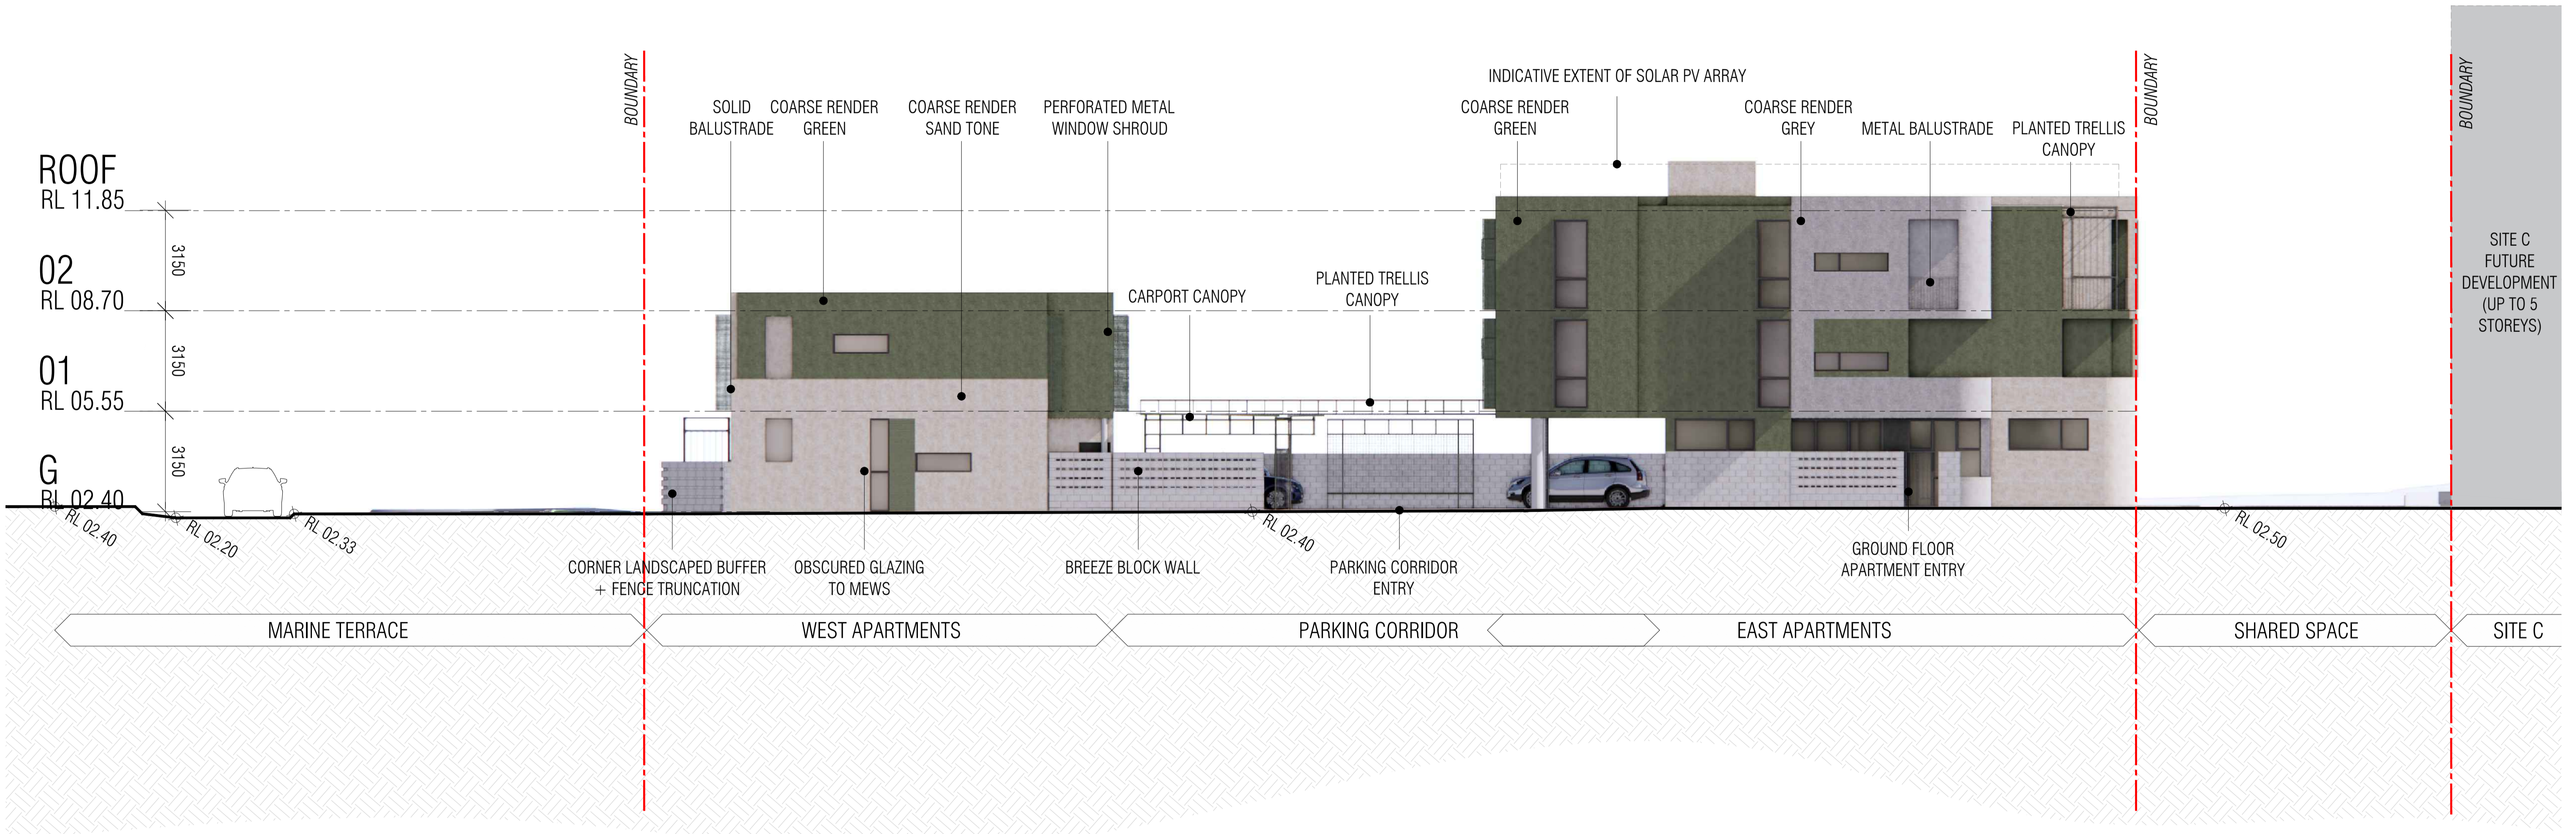 BOUNDARY
BOUNDARY
BOUNDARY
INDICATIVE EXTENT OF SOLAR PV ARRAY
SOLID
BALUSTRADE
COARSE RENDER
GREEN
COARSE RENDER
SAND TONE
PERFORATED METAL
WINDOW SHROUD
COARSE RENDER
GREEN
COARSE RENDER
GREY
METAL BALUSTRADE
PLANTED TRELLIS
CANOPY
ROOF
RL 11.85
3150
02
RL 08.70
3150
01
RL 05.55
3150
G
RL 02.40
CARPORT CANOPY
PLANTED TRELLIS
CANOPY
SITE C
FUTURE
DEVELOPMENT
(UP TO 5
STOREYS)
RL 02.40
RL 02.20
RL 02.33
RL 02.40
RL 02.50
CORNER LANDSCAPED BUFFER
+ FENCE TRUNCATION
OBSCURED GLAZING
TO MEWS
BREEZE BLOCK WALL
PARKING CORRIDOR
ENTRY
GROUND FLOOR
APARTMENT ENTRY
MARINE TERRACE
WEST APARTMENTS
PARKING CORRIDOR
EAST APARTMENTS
SHARED SPACE
SITE C